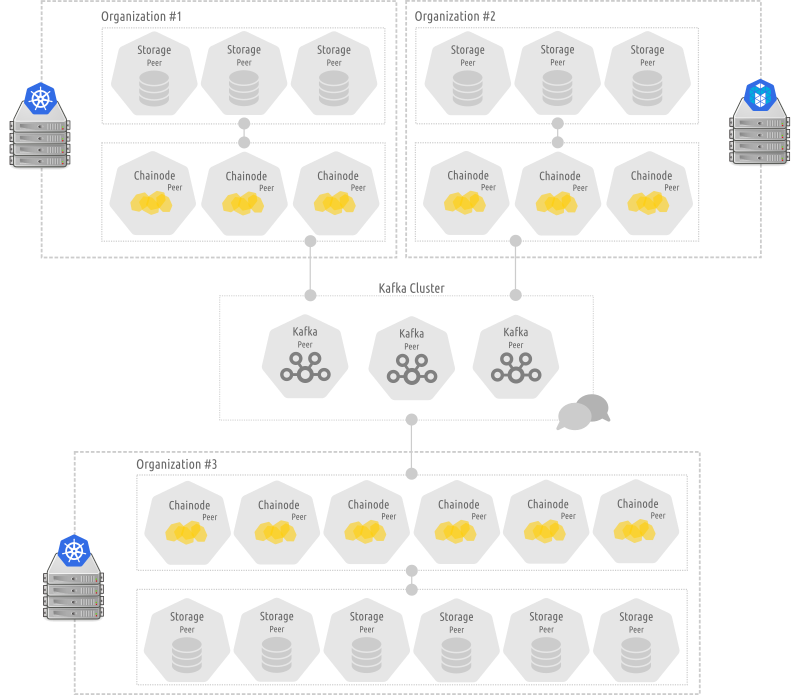 Organization #1
Organization #2
Storage
Peer
Storage
Peer
Storage
Peer
Storage
Peer
Storage
Peer
Storage
Peer
Chainode
Peer
Chainode
Peer
Chainode
Peer
Chainode
Peer
Chainode
Peer
Chainode
Peer
Kafka Cluster
Kafka
Peer
Kafka
Peer
Kafka
Peer
Organization #3
Chainode
Peer
Chainode
Peer
Chainode
Peer
Chainode
Peer
Chainode
Peer
Chainode
Peer
Storage
Peer
Storage
Peer
Storage
Peer
Storage
Peer
Storage
Peer
Storage
Peer